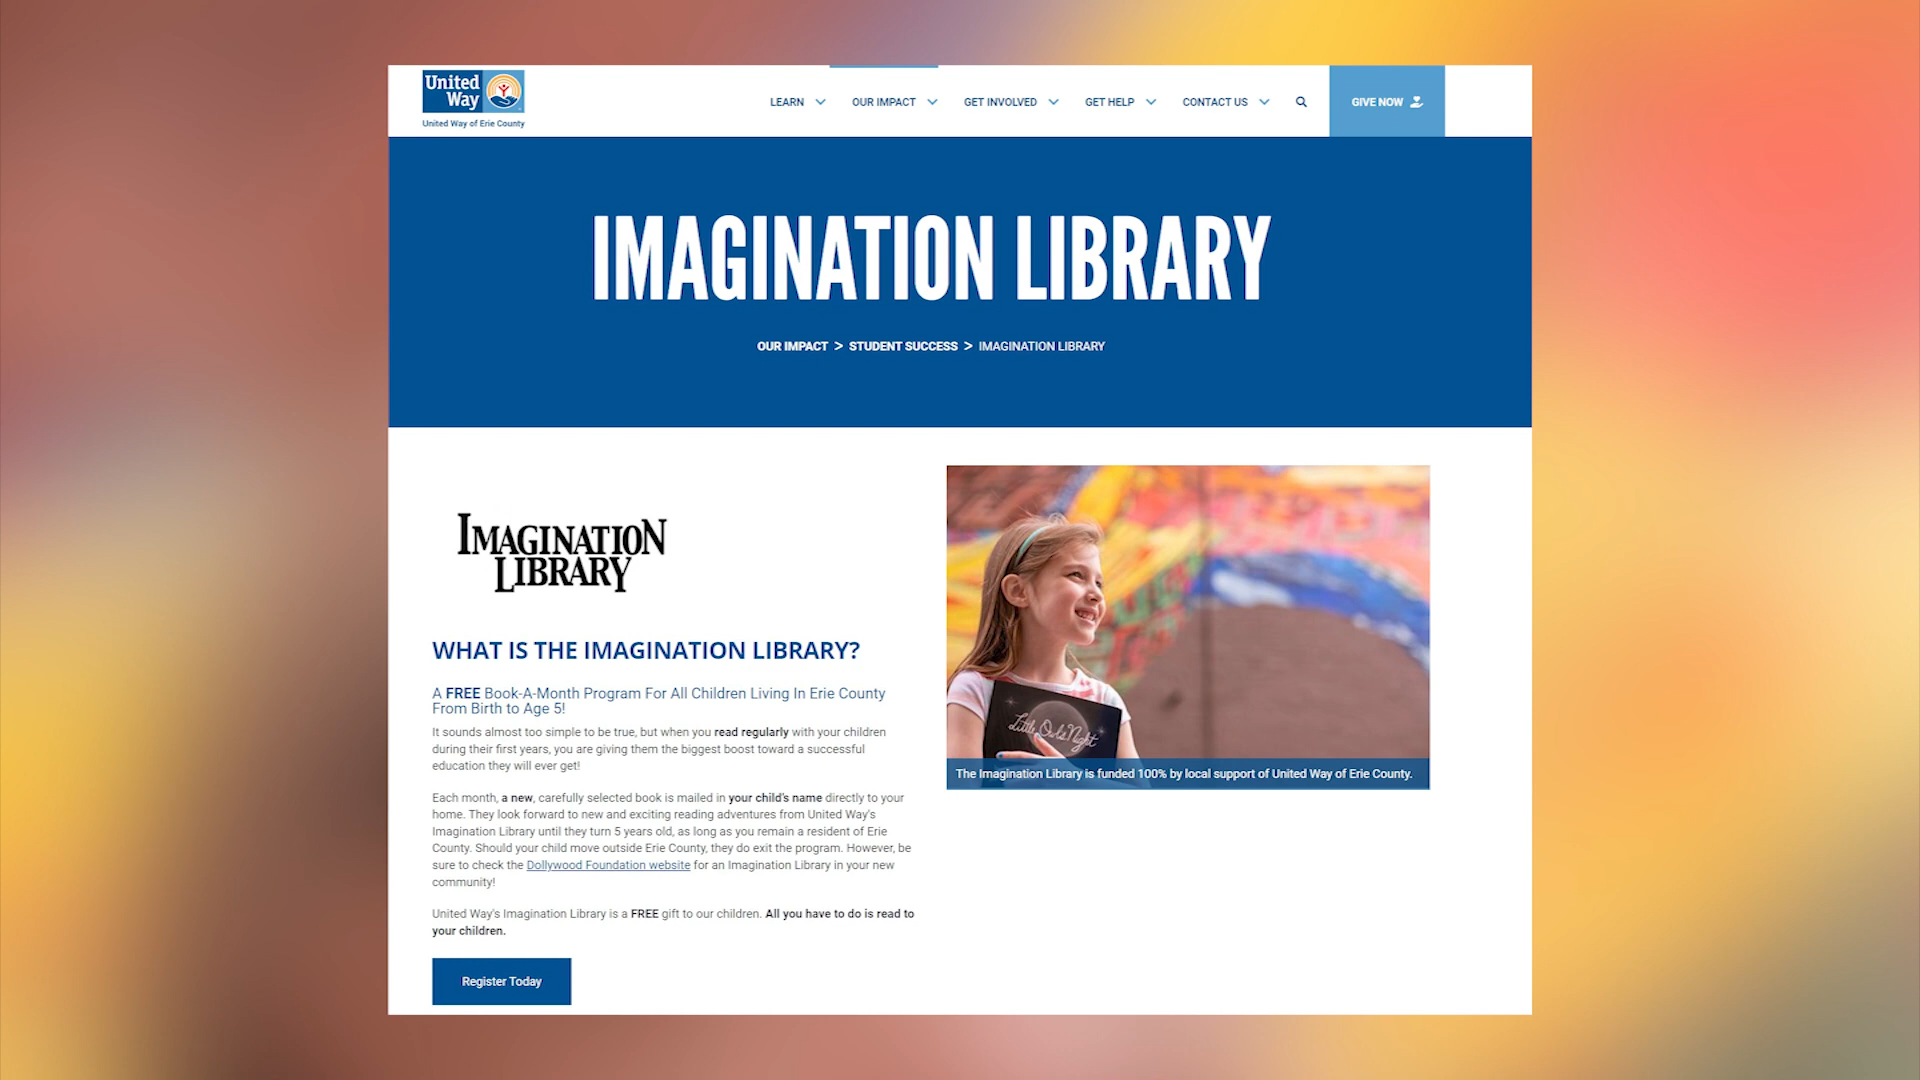 United
Way
United Way of Erie County
LEARN
OUR IMPACT
GET INVOLVED
GET HELP
CONTACT US
GIVE NOW
IMAGINATION LIBRARY
OUR IMPACT > STUDENT SUCCESS > IMAGINATION LIBRARY
IMAGINATION
LIBRARY
WHAT IS THE IMAGINATION LIBRARY?
A FREE Book-A-Month Program For All Children Living In Erie County
From Birth to Age 5!
It sounds almost too simple to be true, but when you read regularly with your children
during their first years, you are giving them the biggest boost toward a successful
education they will ever get!
Each month, a new, carefully selected book is mailed in your child's name directly to your
home. They look forward to new and exciting reading adventures from United Way's
Imagination Library until they turn 5 years old, as long as you remain a resident of Erie
County. Should your child move outside Erie County, they do exit the program. However, be
sure to check the Dollywood Foundation website for an Imagination Library in your new
community!
United Way's Imagination Library is a FREE gift to our children. All you have to do is read to
your children.
Register Today
Little Owl's Night
The Imagination Library is funded 100% by local support of United Way of Erie County.